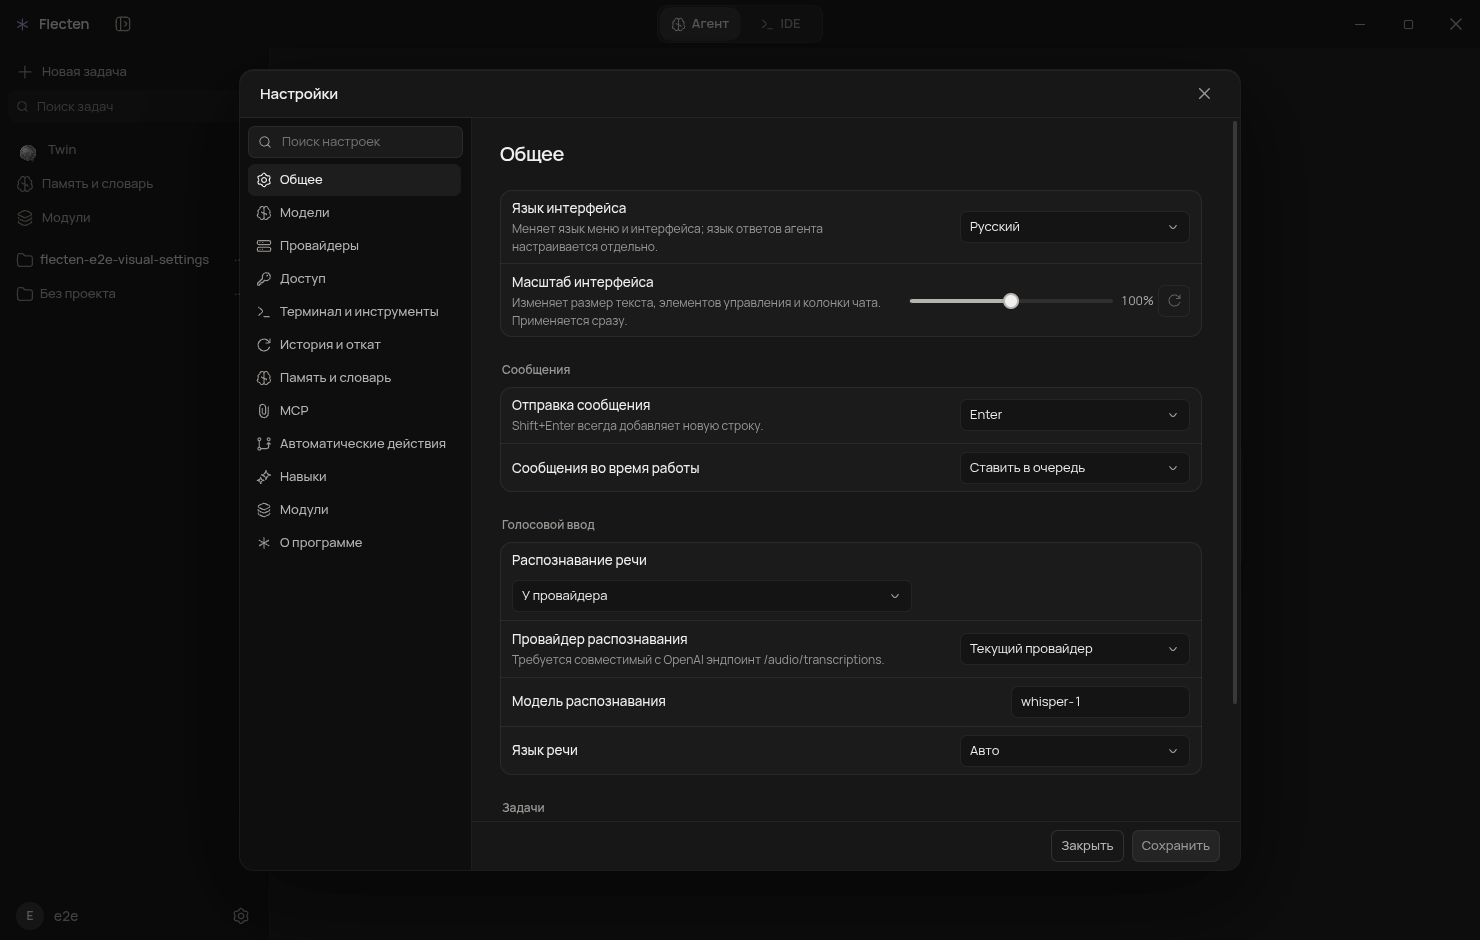 Flecten
Агент
IDE
Новая задача
Поиск задач
Twin
Память и словарь
Модули
flecten-e2e-visual-settings
Без проекта
E
e2e
Настройки
Поиск настроек
Общее
Модели
Провайдеры
Доступ
Терминал и инструменты
История и откат
Память и словарь
MCP
Автоматические действия
Навыки
Модули
О программе
Общее
Язык интерфейса
Меняет язык меню и интерфейса; язык ответов агента
настраивается отдельно.
Русский
Масштаб интерфейса
Изменяет размер текста, элементов управления и колонки чата.
Применяется сразу.
100%
Сообщения
Отправка сообщения
Shift+Enter всегда добавляет новую строку.
Enter
Сообщения во время работы
Ставить в очередь
Голосовой ввод
Распознавание речи
У провайдера
Провайдер распознавания
Требуется совместимый с OpenAI эндпоинт /audio/transcriptions.
Текущий провайдер
Модель распознавания
whisper-1
Язык речи
Авто
Задачи
Закрыть
Сохранить